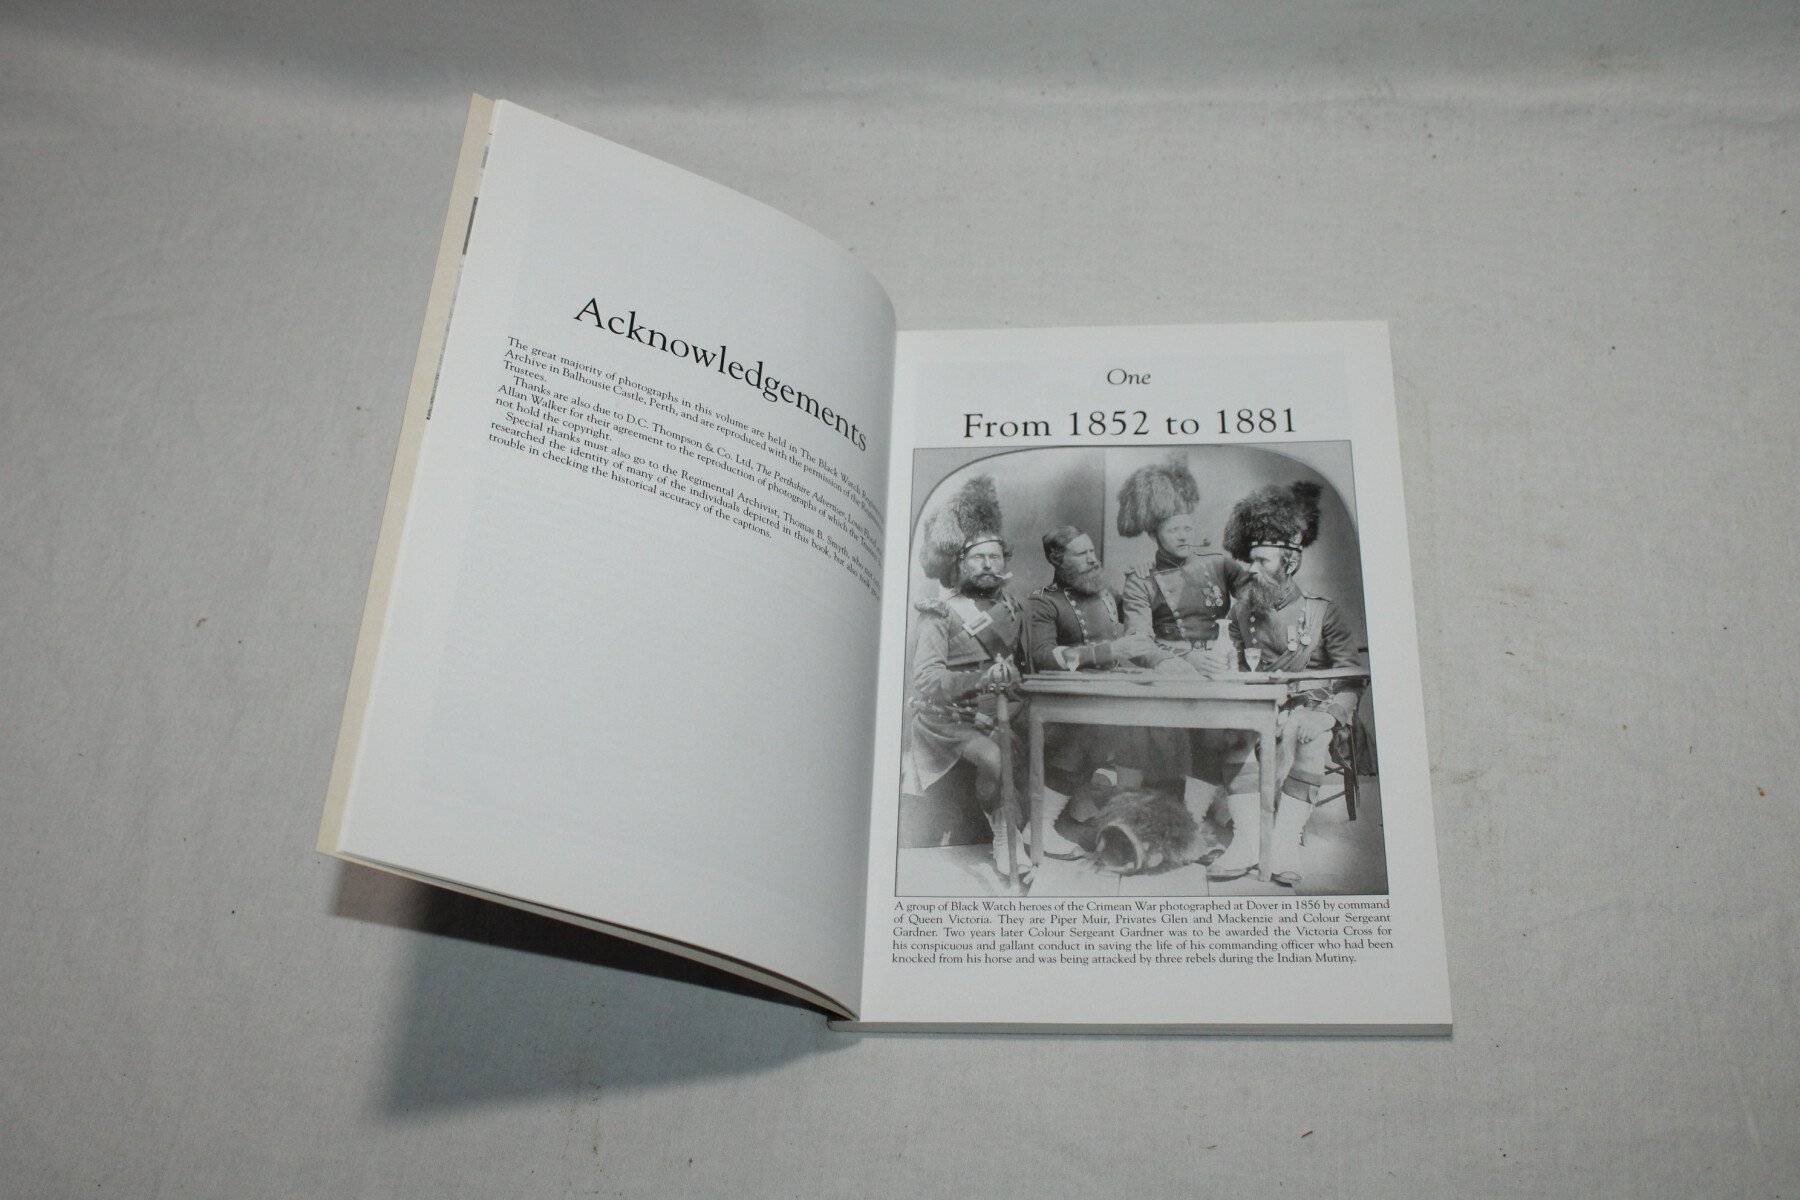 Acknowledgements
The great majority of photographs in this volume are held in The Black Watch
Archive in Balhousie Castle, Perth, and are reproduced with the permission of the
Trustees.
Thanks are also due to D.C. Thompson & Co. Ltd, The Perthshire Advertiser, Louis Flood and
Allan Walker for their agreement to the reproduction of photographs of which the Trustees do
not hold the copyright.
Special thanks must also go to the Regimental Archivist, Thomas B. Smyth, who not only
researched the identity of many of the individuals depicted in this book, but also took great
trouble in checking the historical accuracy of the captions.
One
From 1852 to 1881
A group of Black Watch heroes of the Crimean War photographed at Dover in 1856 by command
of Queen Victoria. They are Piper Muir, Privates Glen and Mackenzie and Colour Sergeant
Gardner. Two years later Colour Sergeant Gardner was to be awarded the Victoria Cross for
his conspicuous and gallant conduct in saving the life of his commanding officer who had been
knocked from his horse and was being attacked by three rebels during the Indian Mutiny.